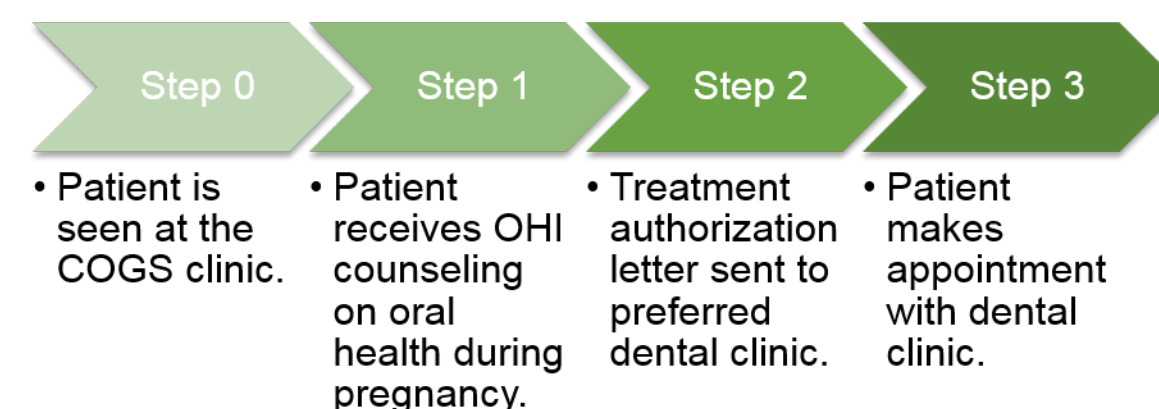 Step 0
Step 1
Step 2
Step 3
• Patient is
seen at the
COGS clinic.
• Patient
receives OHI
counseling
on oral
health during
pregnancy.
• Treatment
authorization
letter sent to
preferred
dental clinic.
• Patient
makes
appointment
with dental
clinic.